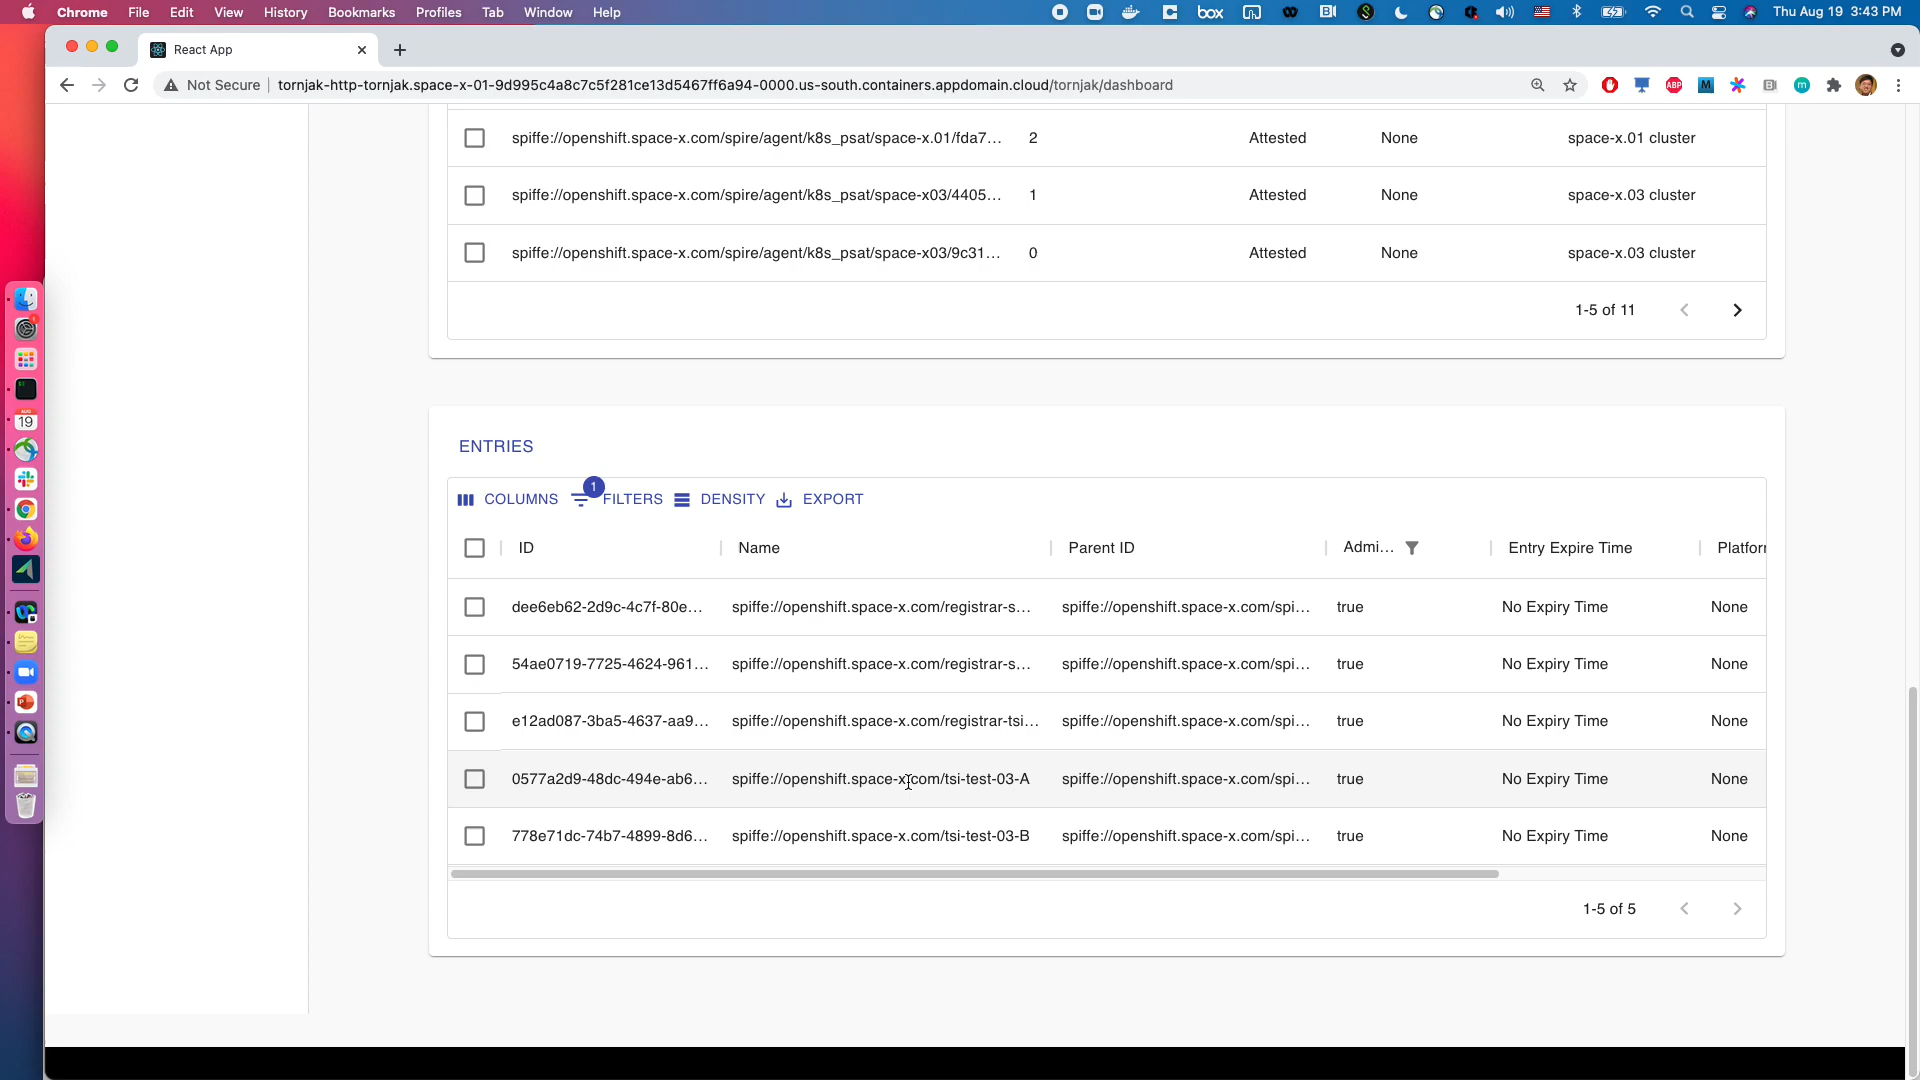 Chrome File Edit View History Bookmarks Profiles Tab Window Help box Thu Aug 19 3:43 PM
React App
Not Secure tornjak-http-tornjak.space-x-01-9d995c4a8c7c5f281ce13d5467ff6a94-0000.us-south.containers.appdomain.cloud/tornjak/dashboard
spiffe://openshift.space-x.com/spire/agent/k8s_psat/space-x.01/fda7... 2 Attested None space-x.01 cluster
spiffe://openshift.space-x.com/spire/agent/k8s_psat/space-x03/4405... 1 Attested None space-x.03 cluster
spiffe://openshift.space-x.com/spire/agent/k8s_psat/space-x03/9c31... 0 Attested None space-x.03 cluster
1-5 of 11
ENTRIES
COLUMNS 1 FILTERS DENSITY EXPORT
ID Name Parent ID Admi... Entry Expire Time Platfor
dee6eb62-2d9c-4c7f-80e... spiffe://openshift.space-x.com/registrar-s... spiffe://openshift.space-x.com/spi... true No Expiry Time None
54ae0719-7725-4624-961... spiffe://openshift.space-x.com/registrar-s... spiffe://openshift.space-x.com/spi... true No Expiry Time None
e12ad087-3ba5-4637-aa9... spiffe://openshift.space-x.com/registrar-tsi... spiffe://openshift.space-x.com/spi... true No Expiry Time None
0577a2d9-48dc-494e-ab6... spiffe://openshift.space-x.com/tsi-test-03-A spiffe://openshift.space-x.com/spi... true No Expiry Time None
778e71dc-74b7-4899-8d6... spiffe://openshift.space-x.com/tsi-test-03-B spiffe://openshift.space-x.com/spi... true No Expiry Time None
1-5 of 5